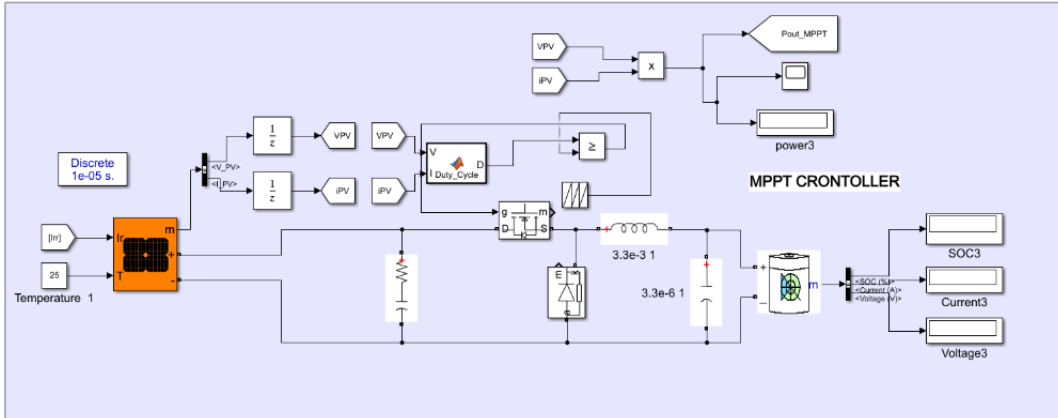 Pout_MPPT
VPV
iPV
x
power3
1
z
VPV
VPV
<V_PV>
<I_PV>
1
z
iPV
iPV
V
I
D
Duty_Cycle
≥
Discrete
1e-05 s.
MPPT CRONTOLLER
[Irr]
Ir
m
+
-
T
25
Temperature 1
g
m
D
S
3.3e-3 1
m
a
k
3.3e-6 1
+
_
m
<SOC (%)>
<Current (A)>
<Voltage (V)>
SOC3
Current3
Voltage3